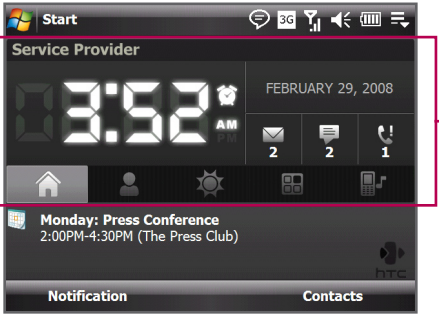 Start 3G
Service Provider
3:52 AM PM
FEBRUARY 29, 2008
2 2 1
Monday: Press Conference
2:00PM-4:30PM (The Press Club)
hTC
Notification Contacts